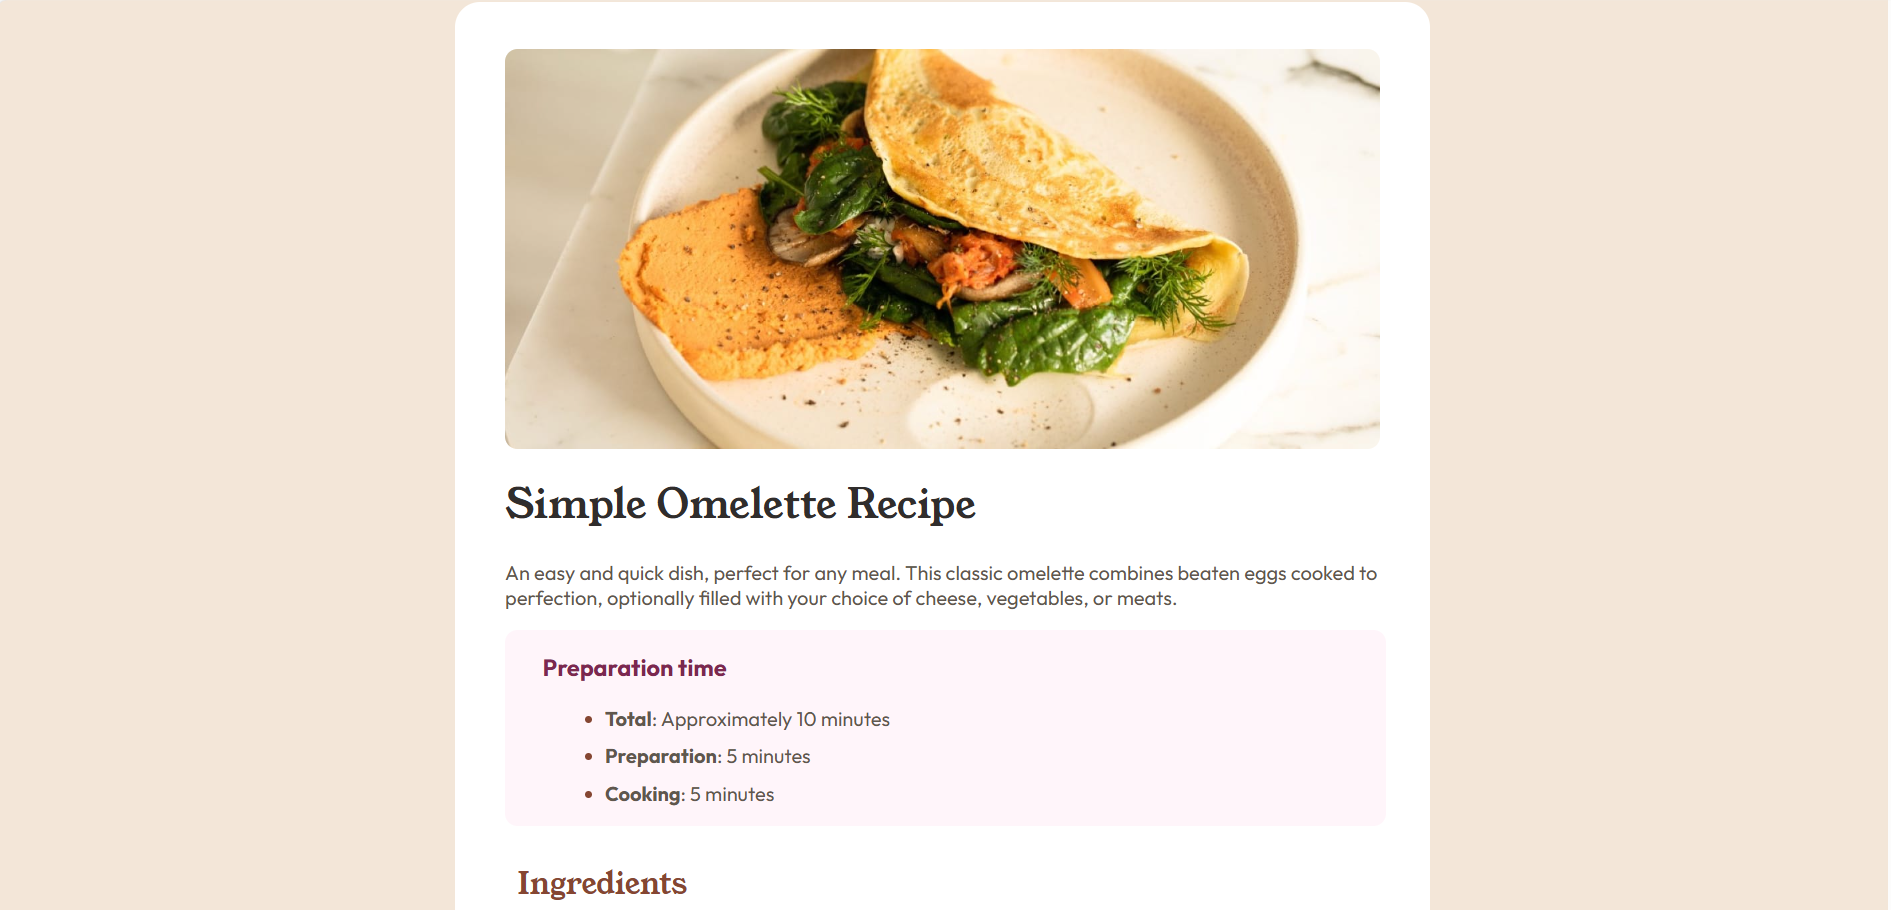 Simple Omelette Recipe
An easy and quick dish, perfect for any meal. This classic omelette combines beaten eggs cooked to
perfection, optionally filled with your choice of cheese, vegetables, or meats.
Preparation time
• Total: Approximately 10 minutes
• Preparation: 5 minutes
• Cooking: 5 minutes
Ingredients